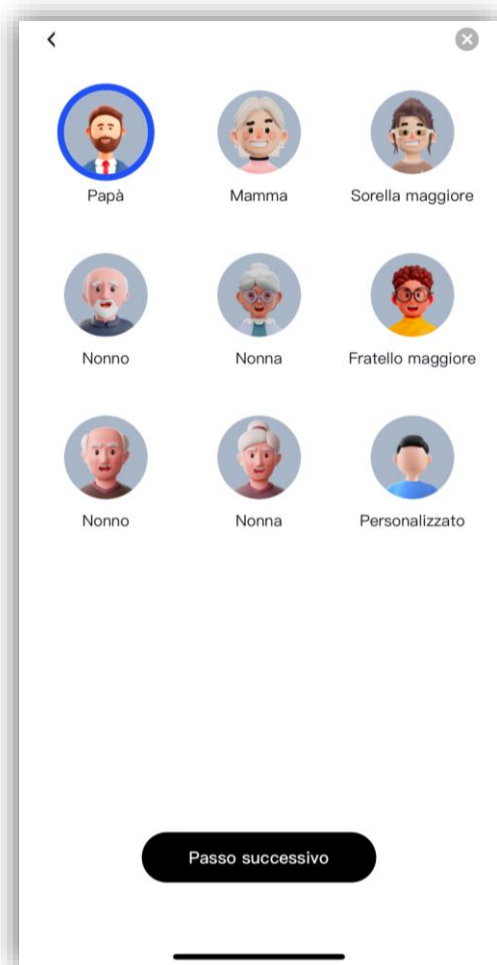 Papà
Mamma
Sorella maggiore
Nonno
Nonna
Fratello maggiore
Nonno
Nonna
Personalizzato
Passo successivo